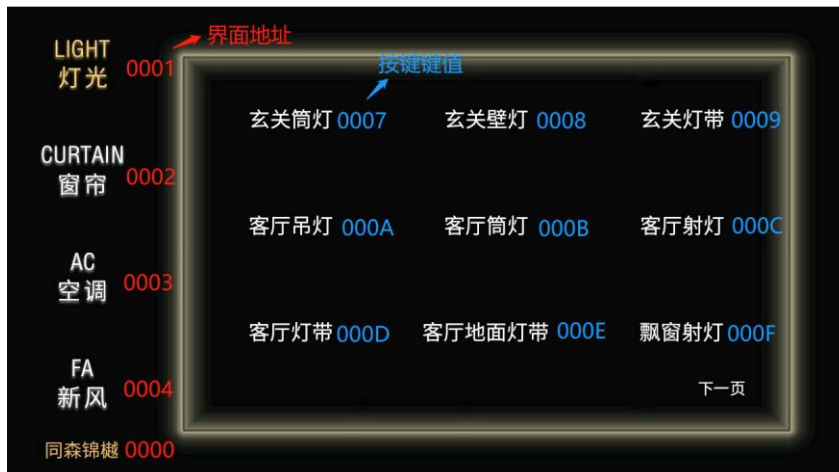 LIGHT
灯光 0001
界面地址
按键键值
玄关筒灯 0007 玄关壁灯 0008 玄关灯带 0009
CURTAIN
窗帘 0002
客厅吊灯 000A 客厅筒灯 000B 客厅射灯 000C
AC
空调 0003
客厅灯带 000D 客厅地面灯带 000E 飘窗射灯 000F
FA
新风 0004
下一页
同森锦樾 0000